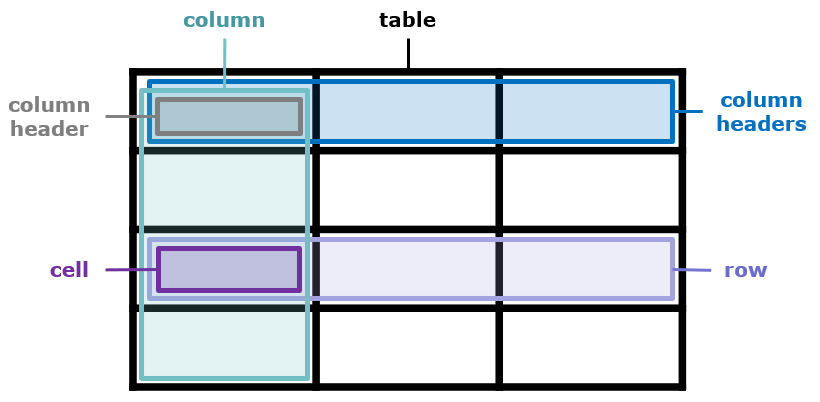 column
table
column
header
column
headers
cell
row